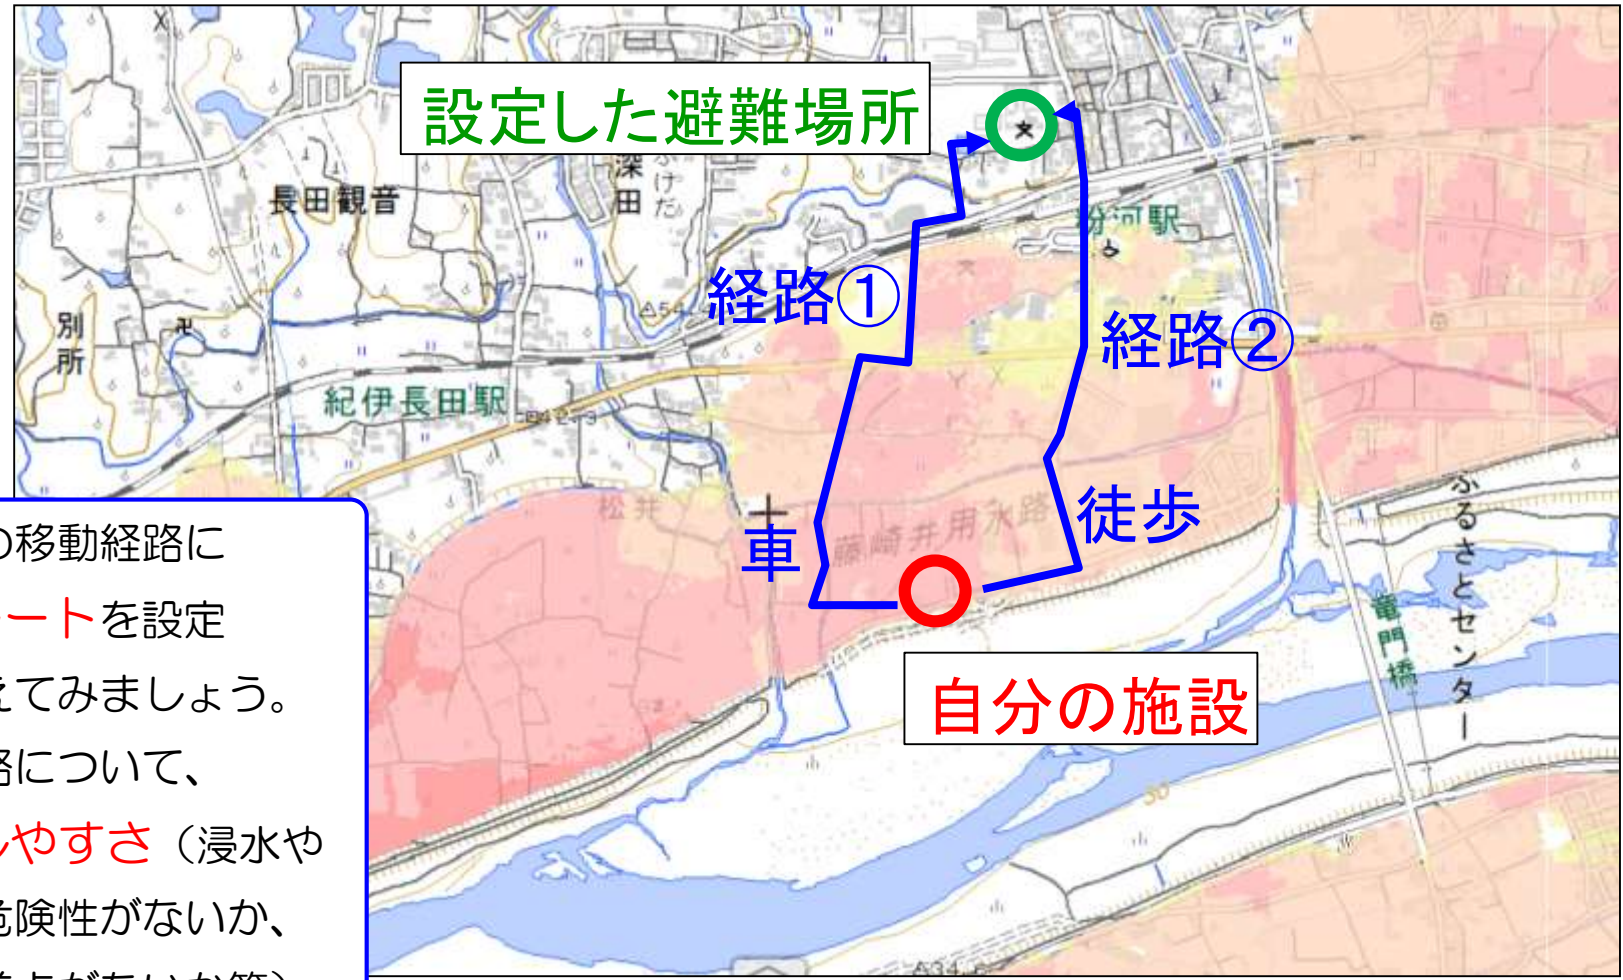 設定した避難場所
長田観音
深田
ふけだ
粉河駅
経路①
経路②
別所
紀伊長田駅
松井
藤崎井用水路
車
徒歩
自分の施設
竜門橋
ふるさとセンター
30
の移動経路に
ートを設定
えてみましょう。
路について、
しやすさ（浸水や
危険性がないか、